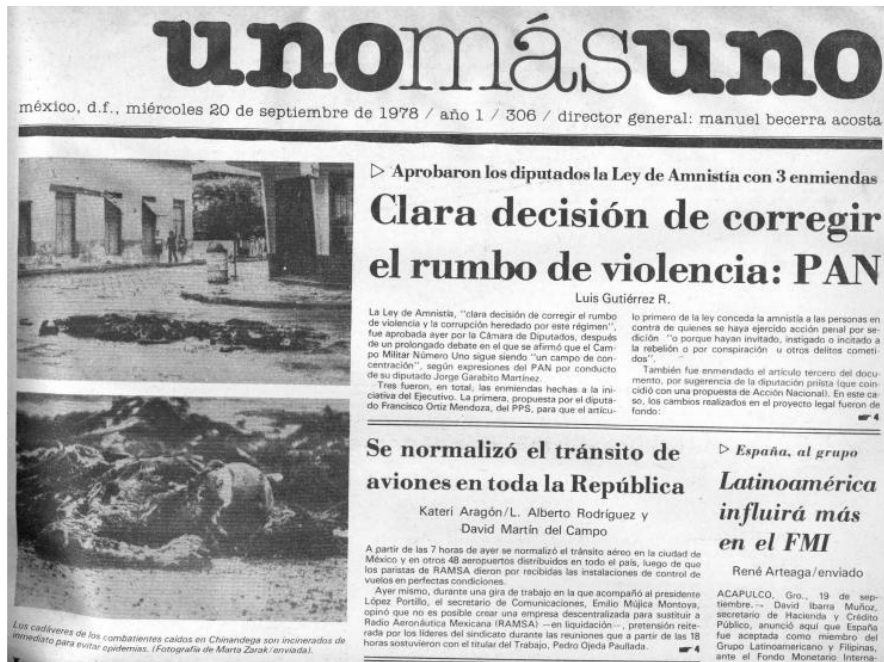 unomásuno
méxico, d.f., miércoles 20 de septiembre de 1978 / año 1 / 306 / director general: manuel becerra acosta
▷ Aprobaron los diputados la Ley de Amnistía con 3 enmiendas
Clara decisión de corregir
el rumbo de violencia: PAN
Luis Gutiérrez R.
La Ley de Amnistía, "clara decisión de corregir el rumbo
de violencia y la corrupción heredado por este régimen",
fue aprobada ayer por la Cámara de Diputados, después
de un prolongado debate en el que se afirmó que el Cam-
po Militar Número Uno sigue siendo "un campo de con-
centración", según expresiones del PAN por conducto
de su diputado Jorge Garabito Martínez.
Tres fueron, en total, las enmiendas hechas a la ini-
ciativa del Ejecutivo. La primera, propuesta por el diputa-
do Francisco Ortiz Mendoza, del PPS, para que el artícu-
lo primero de la ley conceda la amnistía a las personas en
contra de quienes se haya ejercido acción penal por se-
dición "o porque hayan invitado, instigado o incitado a
la rebelión o por conspiración u otros delitos cometi-
dos".
También fue enmendado el artículo tercero del docu-
mento, por sugerencia de la diputación priísta (que coin-
cidió con una propuesta de Acción Nacional). En este ca-
so, los cambios realizados en el proyecto legal fueron de
fondo:
4
Se normalizó el tránsito de
aviones en toda la República
Kateri Aragón/L. Alberto Rodríguez y
David Martín del Campo
A partir de las 7 horas de ayer se normalizó el tránsito aéreo en la ciudad de
México y en otros 48 aeropuertos distribuidos en todo el país, luego de que
los paristas de RAMSA dieron por recibidas las instalaciones de control de
vuelos en perfectas condiciones.
Ayer mismo, durante una gira de trabajo en la que acompañó al presidente
López Portillo, el secretario de Comunicaciones, Emilio Mújica Montoya,
opinó que no es posible crear una empresa descentralizada para sustituir a
Radio Aeronáutica Mexicana (RAMSA) —en liquidación—, pretensión reite-
rada por los líderes del sindicato durante las reuniones que a partir de las 18
horas sostuvieron con el titular del Trabajo, Pedro Ojeda Paullada.
4
▷ España, al grupo
Latinoamérica
influirá más
en el FMI
René Arteaga/enviado
ACAPULCO, Gro., 19 de sep-
tiembre.— David Ibarra Muñoz,
secretario de Hacienda y Crédito
Público, anunció aquí que España
fue aceptada como miembro del
Grupo Latinoamericano y Filipinas,
ante el Fondo Monetario Interna-
Los cadáveres de los combatientes caídos en Chinandega son incinerados de
inmediato para evitar epidemias. (Fotografía de Marta Zarak/enviada).